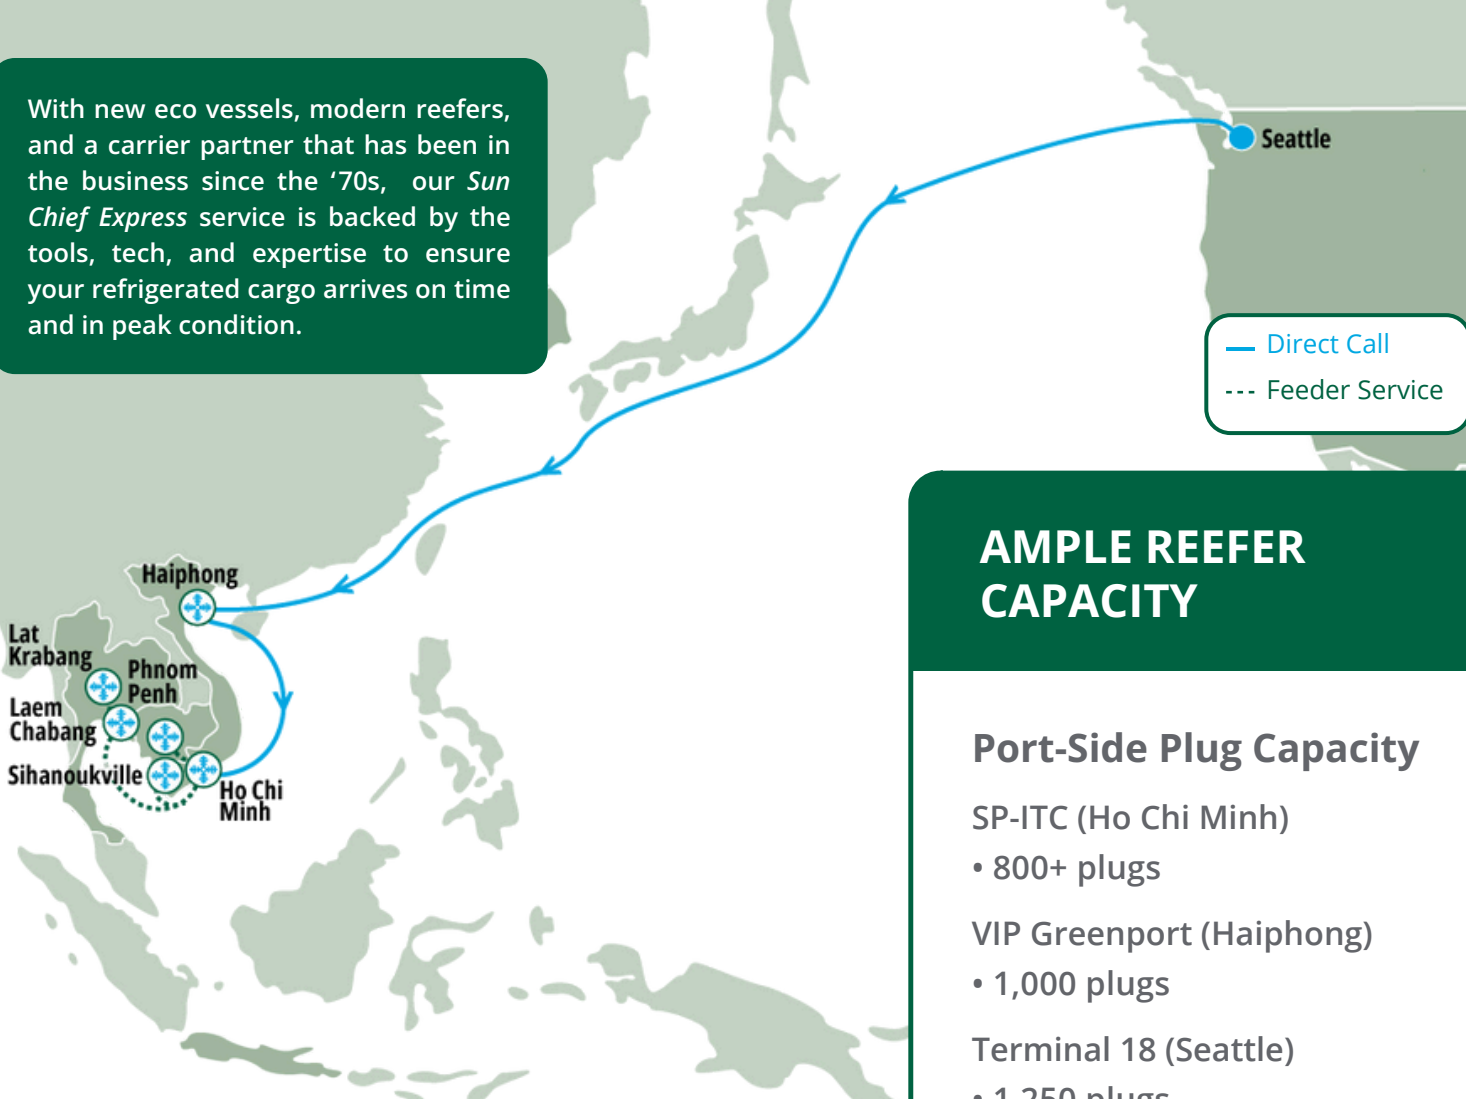 With new eco vessels, modern reefers,
and a carrier partner that has been in
the business since the ‘70s, our Sun
Chief Express service is backed by the
tools, tech, and expertise to ensure
your refrigerated cargo arrives on time
and in peak condition.
Seattle
Direct Call
Feeder Service
Haiphong
Lat
Krabang
Phnom
Penh
Laem
Chabang
Sihanoukville
Ho Chi
Minh
AMPLE REEFER
CAPACITY
Port-Side Plug Capacity
SP-ITC (Ho Chi Minh)
• 800+ plugs
VIP Greenport (Haiphong)
• 1,000 plugs
Terminal 18 (Seattle)
• 1,250 plugs